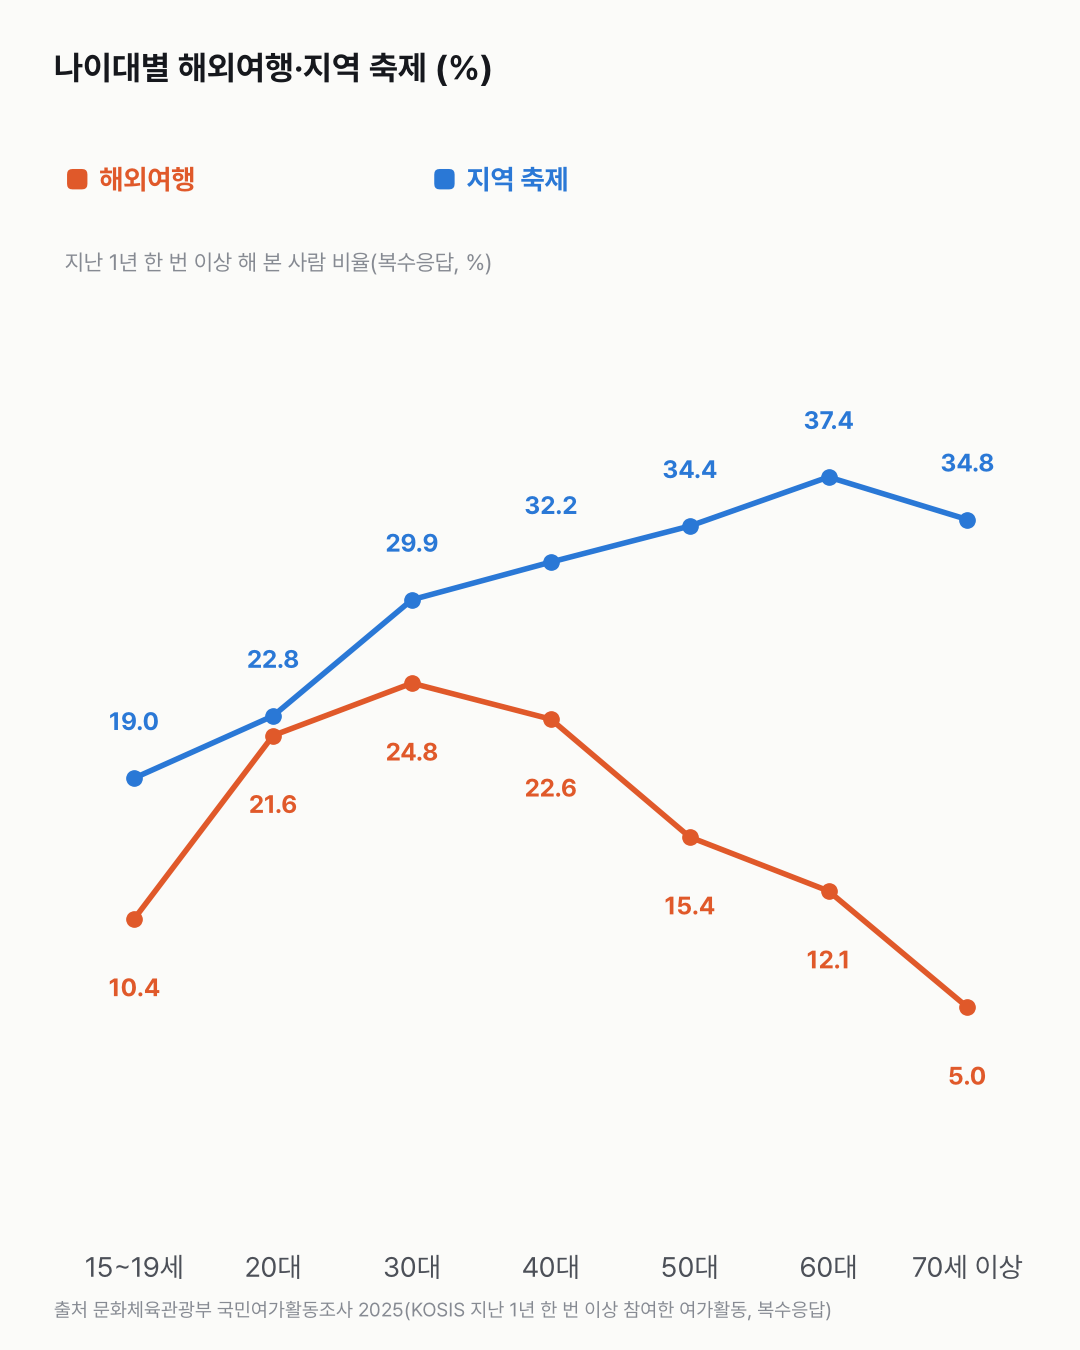 나이대별 해외여행·지역 축제 (%)
해외여행 지역 축제
지난 1년 한 번 이상 해 본 사람 비율(복수응답, %)
37.4
34.8
34.4
32.2
29.9
22.8
19.0
24.8
22.6
21.6
15.4
12.1
10.4
5.0
15~19세 20대 30대 40대 50대 60대 70세 이상
출처 문화체육관광부 국민여가활동조사 2025(KOSIS 지난 1년 한 번 이상 참여한 여가활동, 복수응답)